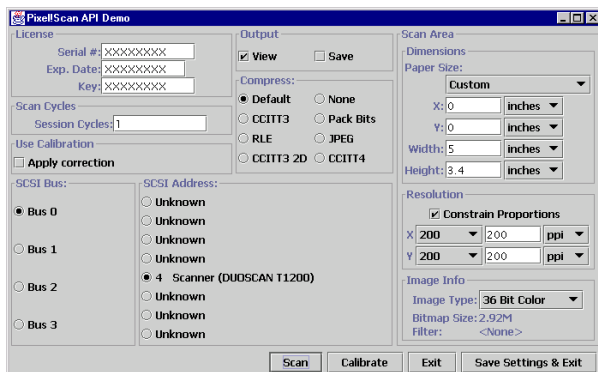 Pixel!Scan API Demo
License
Serial #: XXXXXXXX
Exp. Date: XXXXXXXX
Key: XXXXXXXX
Scan Cycles
Session Cycles: 1
Use Calibration
Apply correction
Output
View Save
Compress:
Default None
CCITT3 Pack Bits
RLE JPEG
CCITT3 2D CCITT4
SCSI Bus:
Bus 0
Bus 1
Bus 2
Bus 3
SCSI Address:
Unknown
Unknown
Unknown
Unknown
4 Scanner (DUOSCAN T1200)
Unknown
Unknown
Unknown
Scan Area
Dimensions
Paper Size:
Custom
X: 0 inches
Y: 0 inches
Width: 5 inches
Height: 3.4 inches
Resolution
Constrain Proportions
X 200 200 ppi
Y 200 200 ppi
Image Info
Image Type: 36 Bit Color
Bitmap Size: 2.92M
Filter: <None>
Scan Calibrate Exit Save Settings & Exit